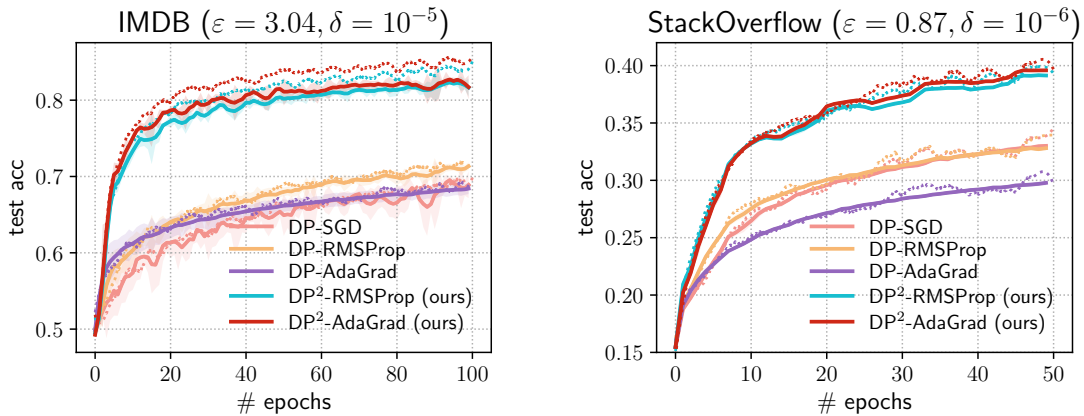 IMDB (ε = 3.04, δ = 10⁻⁵)
test acc
0.8
0.7
0.6
0.5
DP-SGD
DP-RMSProp
DP-AdaGrad
DP²-RMSProp (ours)
DP²-AdaGrad (ours)
0 20 40 60 80 100
# epochs
StackOverflow (ε = 0.87, δ = 10⁻⁶)
test acc
0.40
0.35
0.30
0.25
0.20
0.15
DP-SGD
DP-RMSProp
DP-AdaGrad
DP²-RMSProp (ours)
DP²-AdaGrad (ours)
0 10 20 30 40 50
# epochs